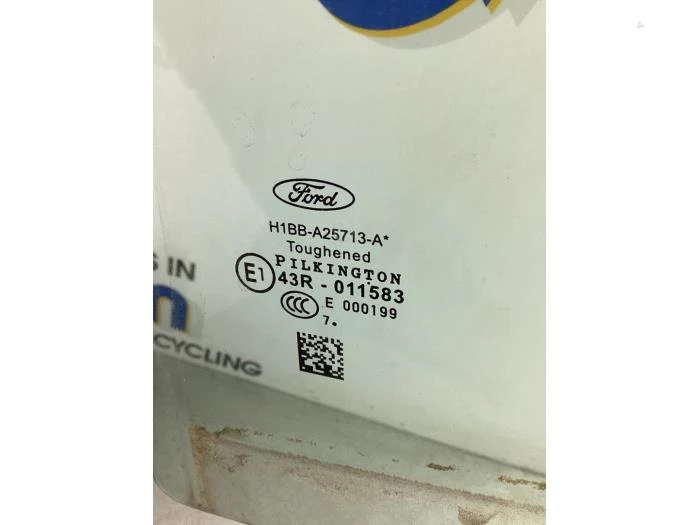 Ford
H1BB-A25713-A*
Toughened
PILKINGTON
E1 43R - 011583
CCC E 000199
7.
S IN
n
CYCLING